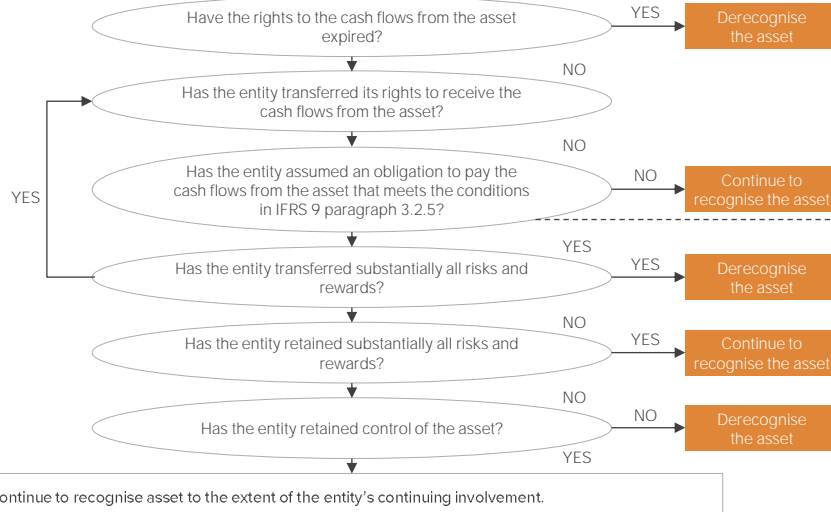 Have the rights to the cash flows from the asset
expired?
YES
Derecognise
the asset
NO
Has the entity transferred its rights to receive the
cash flows from the asset?
NO
Has the entity assumed an obligation to pay the
cash flows from the asset that meets the conditions
in IFRS 9 paragraph 3.2.5?
NO
Continue to
recognise the asset
YES
YES
Has the entity transferred substantially all risks and
rewards?
YES
Derecognise
the asset
NO
Has the entity retained substantially all risks and
rewards?
YES
Continue to
recognise the asset
NO
Has the entity retained control of the asset?
NO
Derecognise
the asset
YES
ontinue to recognise asset to the extent of the entity's continuing involvement.